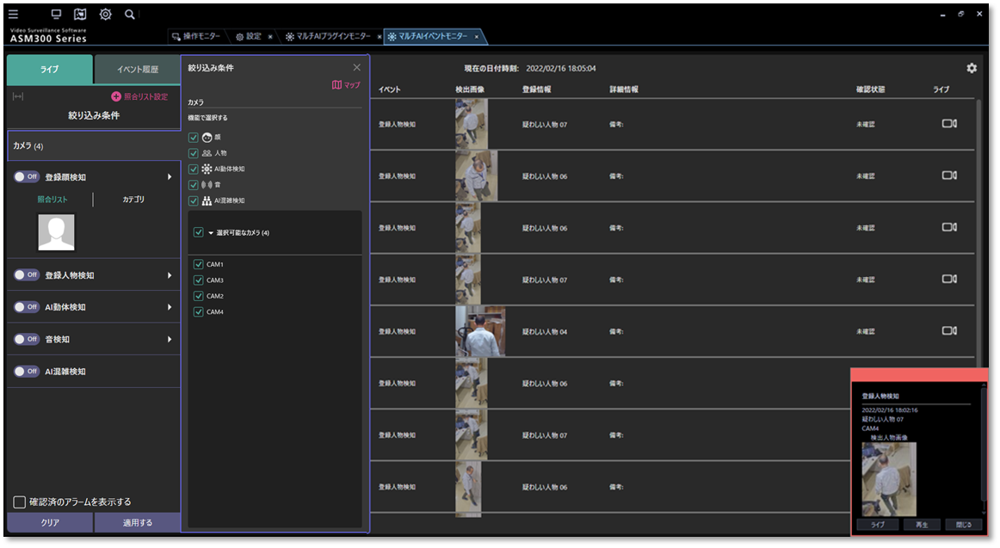 Video Surveillance Software
ASM300 Series
操作モニター
設定 ×
マルチAIプラグインモニター ×
マルチAIイベントモニター ×
ライブ
イベント履歴
照合リスト設定
絞り込み条件
カメラ (4)
Off 登録顔検知
照合リスト
カテゴリ
Off 登録人物検知
Off AI動体検知
Off 音検知
Off AI混雑検知
確認済のアラームを表示する
クリア
適用する
絞り込み条件
マップ
カメラ
機能で選択する
顔
人物
AI動体検知
音
AI混雑検知
選択可能なカメラ (4)
CAM1
CAM3
CAM2
CAM4
現在の日付時刻: 2022/02/16 18:05:04
イベント 検出画像 登録情報 詳細情報 確認状態 ライブ
登録人物検知 疑わしい人物 07 備考: 未確認
登録人物検知 疑わしい人物 06 備考: 未確認
登録人物検知 疑わしい人物 06 備考: 未確認
登録人物検知 疑わしい人物 07 備考: 未確認
登録人物検知 疑わしい人物 04 備考: 未確認
登録人物検知 疑わしい人物 06 備考:
登録人物検知 疑わしい人物 07 備考:
登録人物検知 疑わしい人物 06 備考:
登録人物検知
2022/02/16 18:02:16
疑わしい人物 07
CAM4
検出人物画像
ライブ
再生
閉じる